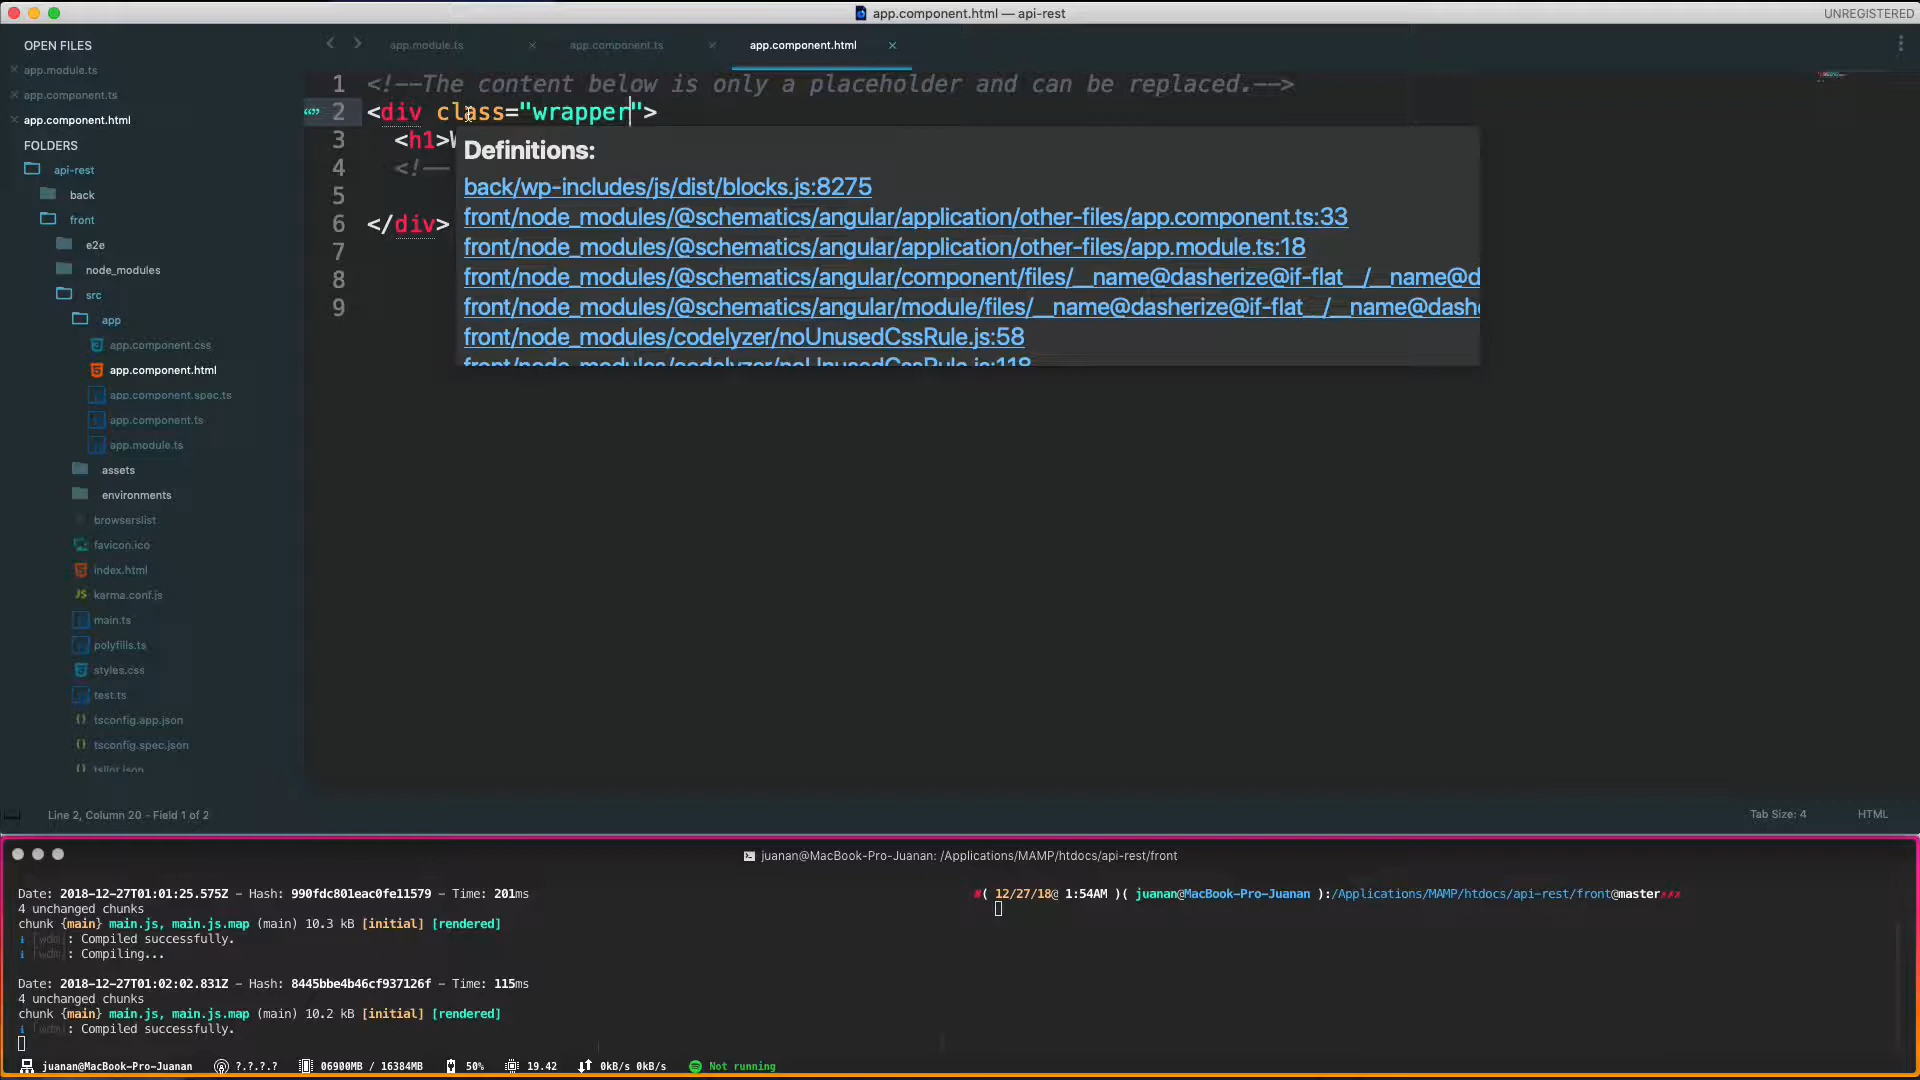 app.component.html — api-rest
UNREGISTERED
OPEN FILES
app.module.ts
app.component.ts
app.component.html
FOLDERS
api-rest
back
front
e2e
node_modules
src
app
app.component.css
app.component.html
app.component.spec.ts
app.component.ts
app.module.ts
assets
environments
browserslist
favicon.ico
index.html
JS karma.conf.js
main.ts
polyfills.ts
styles.css
test.ts
tsconfig.app.json
tsconfig.spec.json
tslint.json
app.module.ts
app.component.ts
app.component.html
1 <!--The content below is only a placeholder and can be replaced.-->
2 <div class="wrapper">
3 <h1>
4 <!--
5
6 </div>
7
8
9
Definitions:
back/wp-includes/js/dist/blocks.js:8275
front/node_modules/@schematics/angular/application/other-files/app.component.ts:33
front/node_modules/@schematics/angular/application/other-files/app.module.ts:18
front/node_modules/@schematics/angular/component/files/__name@dasherize@if-flat__/__name@d
front/node_modules/@schematics/angular/module/files/__name@dasherize@if-flat__/__name@dash
front/node_modules/codelyzer/noUnusedCssRule.js:58
front/node_modules/codelyzer/noUnusedCssRule.js:118
Line 2, Column 20 - Field 1 of 2
Tab Size: 4
HTML
juanan@MacBook-Pro-Juanan: /Applications/MAMP/htdocs/api-rest/front
Date: 2018-12-27T01:01:25.575Z - Hash: 990fdc801eac0fe11579 - Time: 201ms
4 unchanged chunks
chunk {main} main.js, main.js.map (main) 10.3 kB [initial] [rendered]
i ｢wdm｣: Compiled successfully.
i ｢wdm｣: Compiling...
Date: 2018-12-27T01:02:02.831Z - Hash: 8445bbe4b46cf937126f - Time: 115ms
4 unchanged chunks
chunk {main} main.js, main.js.map (main) 10.2 kB [initial] [rendered]
i ｢wdm｣: Compiled successfully.
#( 12/27/18@ 1:54AM )( juanan@MacBook-Pro-Juanan ):/Applications/MAMP/htdocs/api-rest/front@master✗✗✗
juanan@MacBook-Pro-Juanan ?.?.?.? 06900MB / 16384MB 50% 19.42 0kB/s 0kB/s Not running